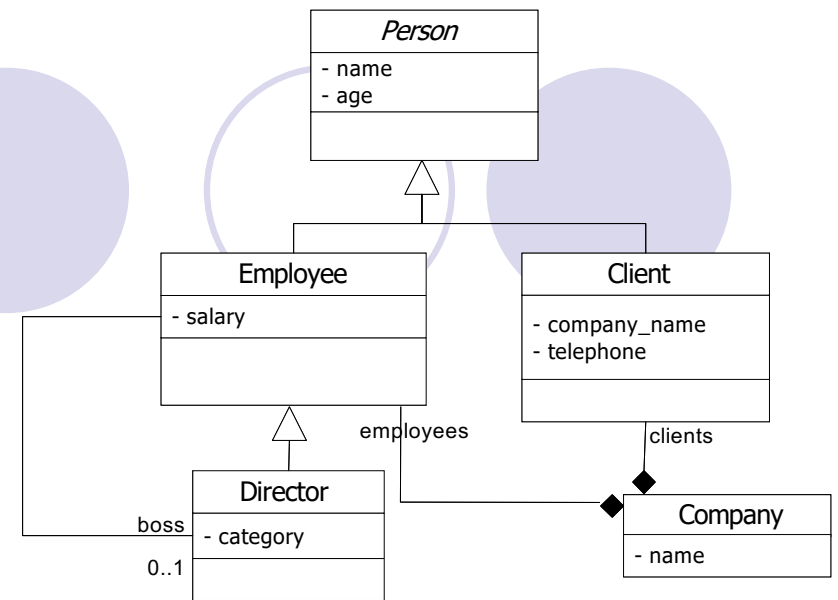 Person
- name
- age
Employee
- salary
Client
- company_name
- telephone
employees
clients
Director
- category
boss
0..1
Company
- name